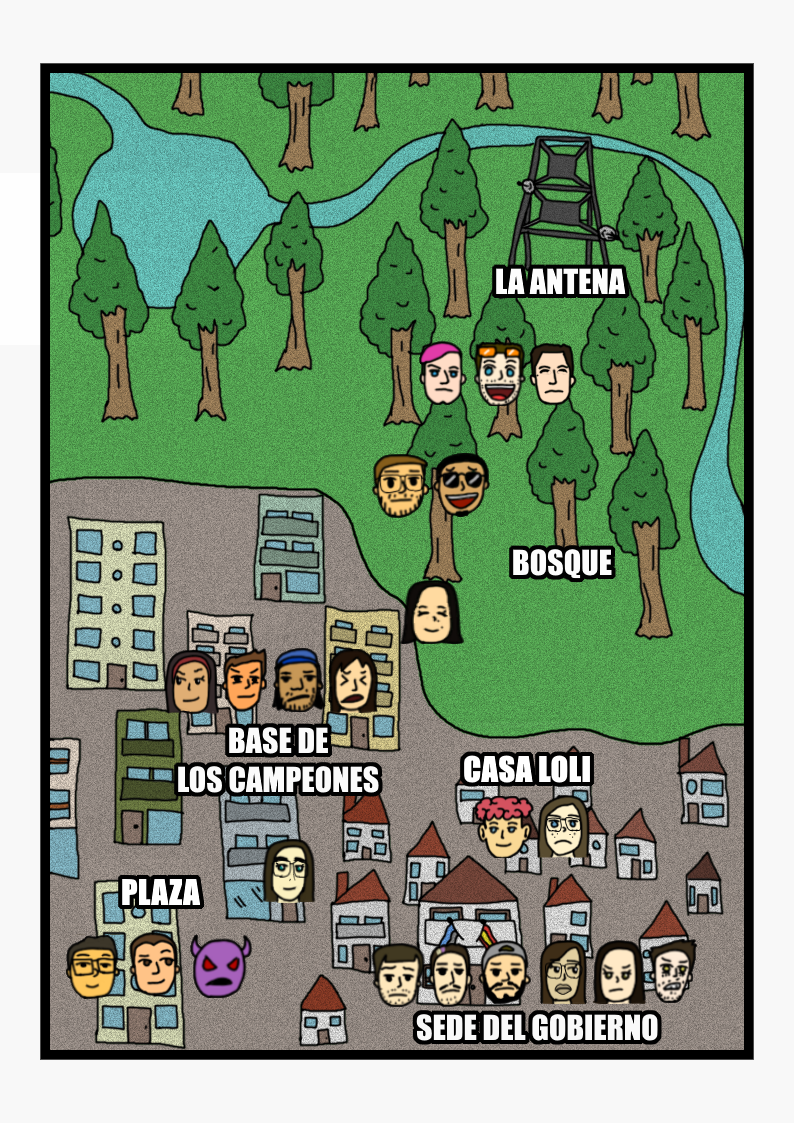 LA ANTENA
BOSQUE
BASE DE
LOS CAMPEONES
CASA LOLI
PLAZA
SEDE DEL GOBIERNO